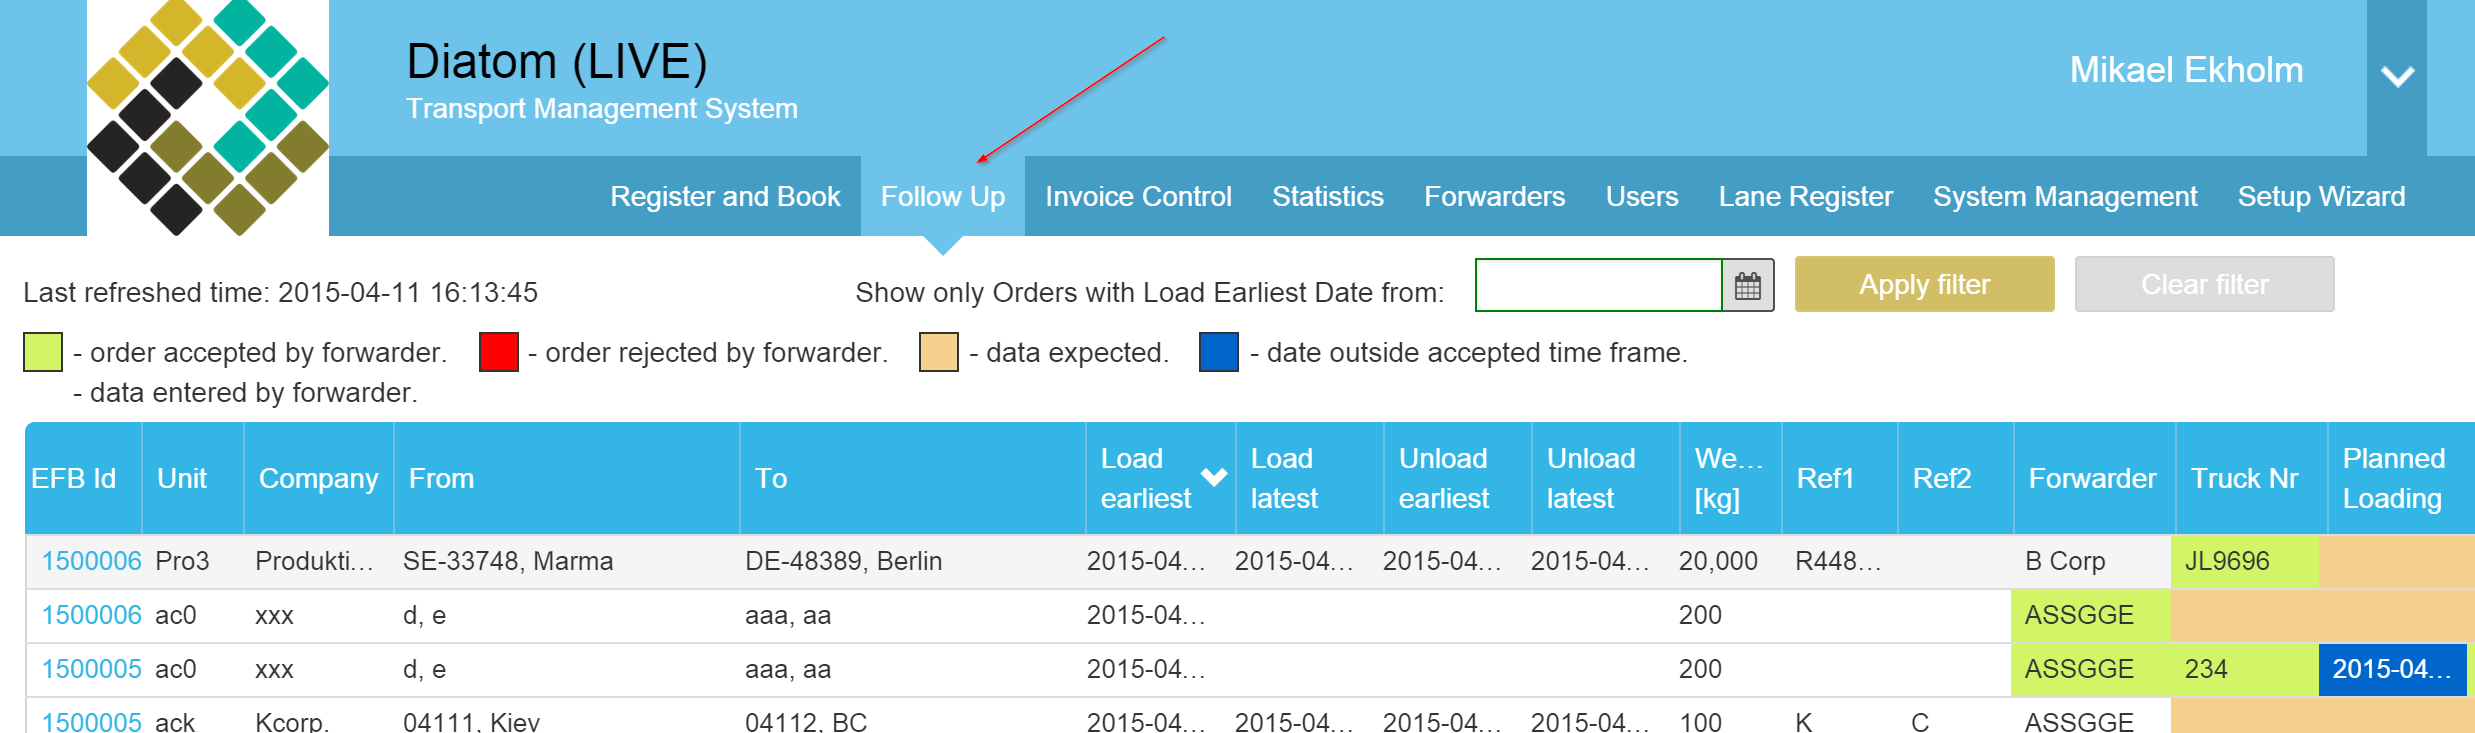 Diatom (LIVE)
Transport Management System
Mikael Ekholm
Register and Book Follow Up Invoice Control Statistics Forwarders Users Lane Register System Management Setup Wizard
Last refreshed time: 2015-04-11 16:13:45 Show only Orders with Load Earliest Date from: Apply filter Clear filter
- order accepted by forwarder. - order rejected by forwarder. - data expected. - date outside accepted time frame.
- data entered by forwarder.
EFB Id Unit Company From To Load earliest Load latest Unload earliest Unload latest We... [kg] Ref1 Ref2 Forwarder Truck Nr Planned Loading
1500006 Pro3 Produkti... SE-33748, Marma DE-48389, Berlin 2015-04... 2015-04... 2015-04... 2015-04... 20,000 R448... B Corp JL9696
1500006 ac0 xxx d, e aaa, aa 2015-04... 200 ASSGGE
1500005 ac0 xxx d, e aaa, aa 2015-04... 200 ASSGGE 234 2015-04...
1500005 ack Kcorp. 04111, Kiev 04112, BC 2015-04... 2015-04... 2015-04... 2015-04... 100 K C ASSGGE